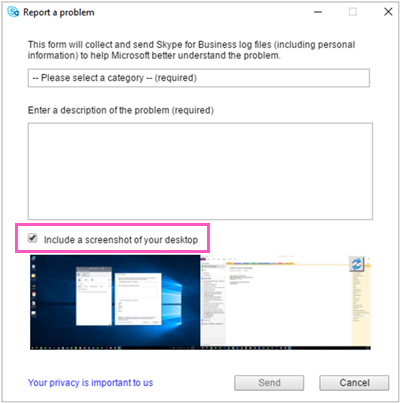 Report a problem
This form will collect and send Skype for Business log files (including personal
information) to help Microsoft better understand the problem.
-- Please select a category -- (required)
Enter a description of the problem (required)
Include a screenshot of your desktop
Your privacy is important to us
Send
Cancel